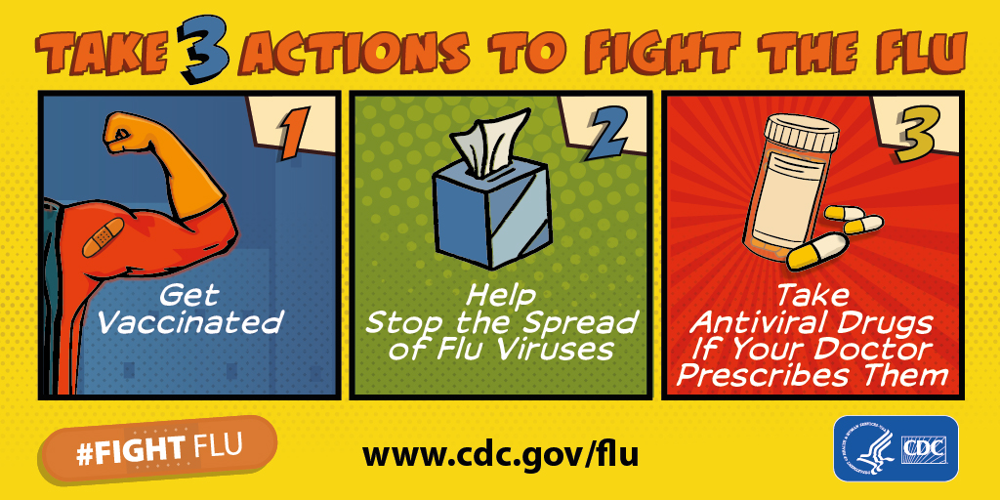 TAKE 3 ACTIONS TO FIGHT THE FLU
1
Get
Vaccinated
2
Help
Stop the Spread
of Flu Viruses
3
Take
Antiviral Drugs
If Your Doctor
Prescribes Them
#FIGHT FLU
www.cdc.gov/flu
CDC